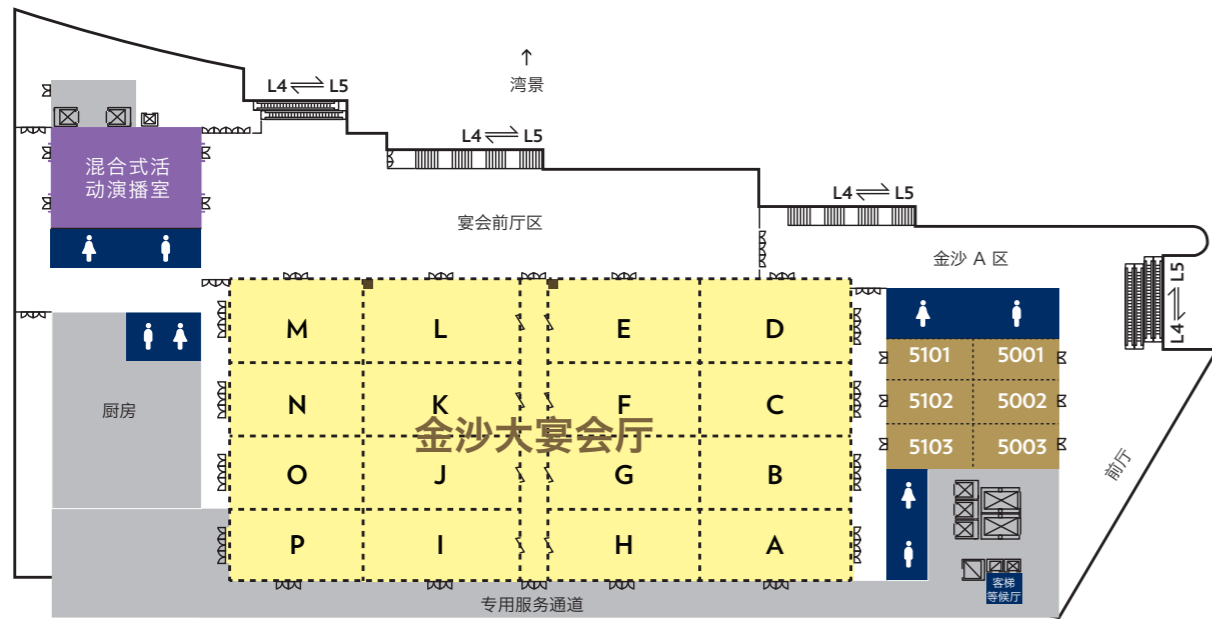 ↑
湾景
L4 ⇌ L5
L4 ⇌ L5
L4 ⇌ L5
L4 ⇌ L5
混合式活
动演播室
宴会前厅区
金沙 A 区
M L E D
5101 5001
N K F C
5102 5002
厨房
金沙大宴会厅
5103 5003
O J G B
前厅
P I H A
客梯
等候厅
专用服务通道